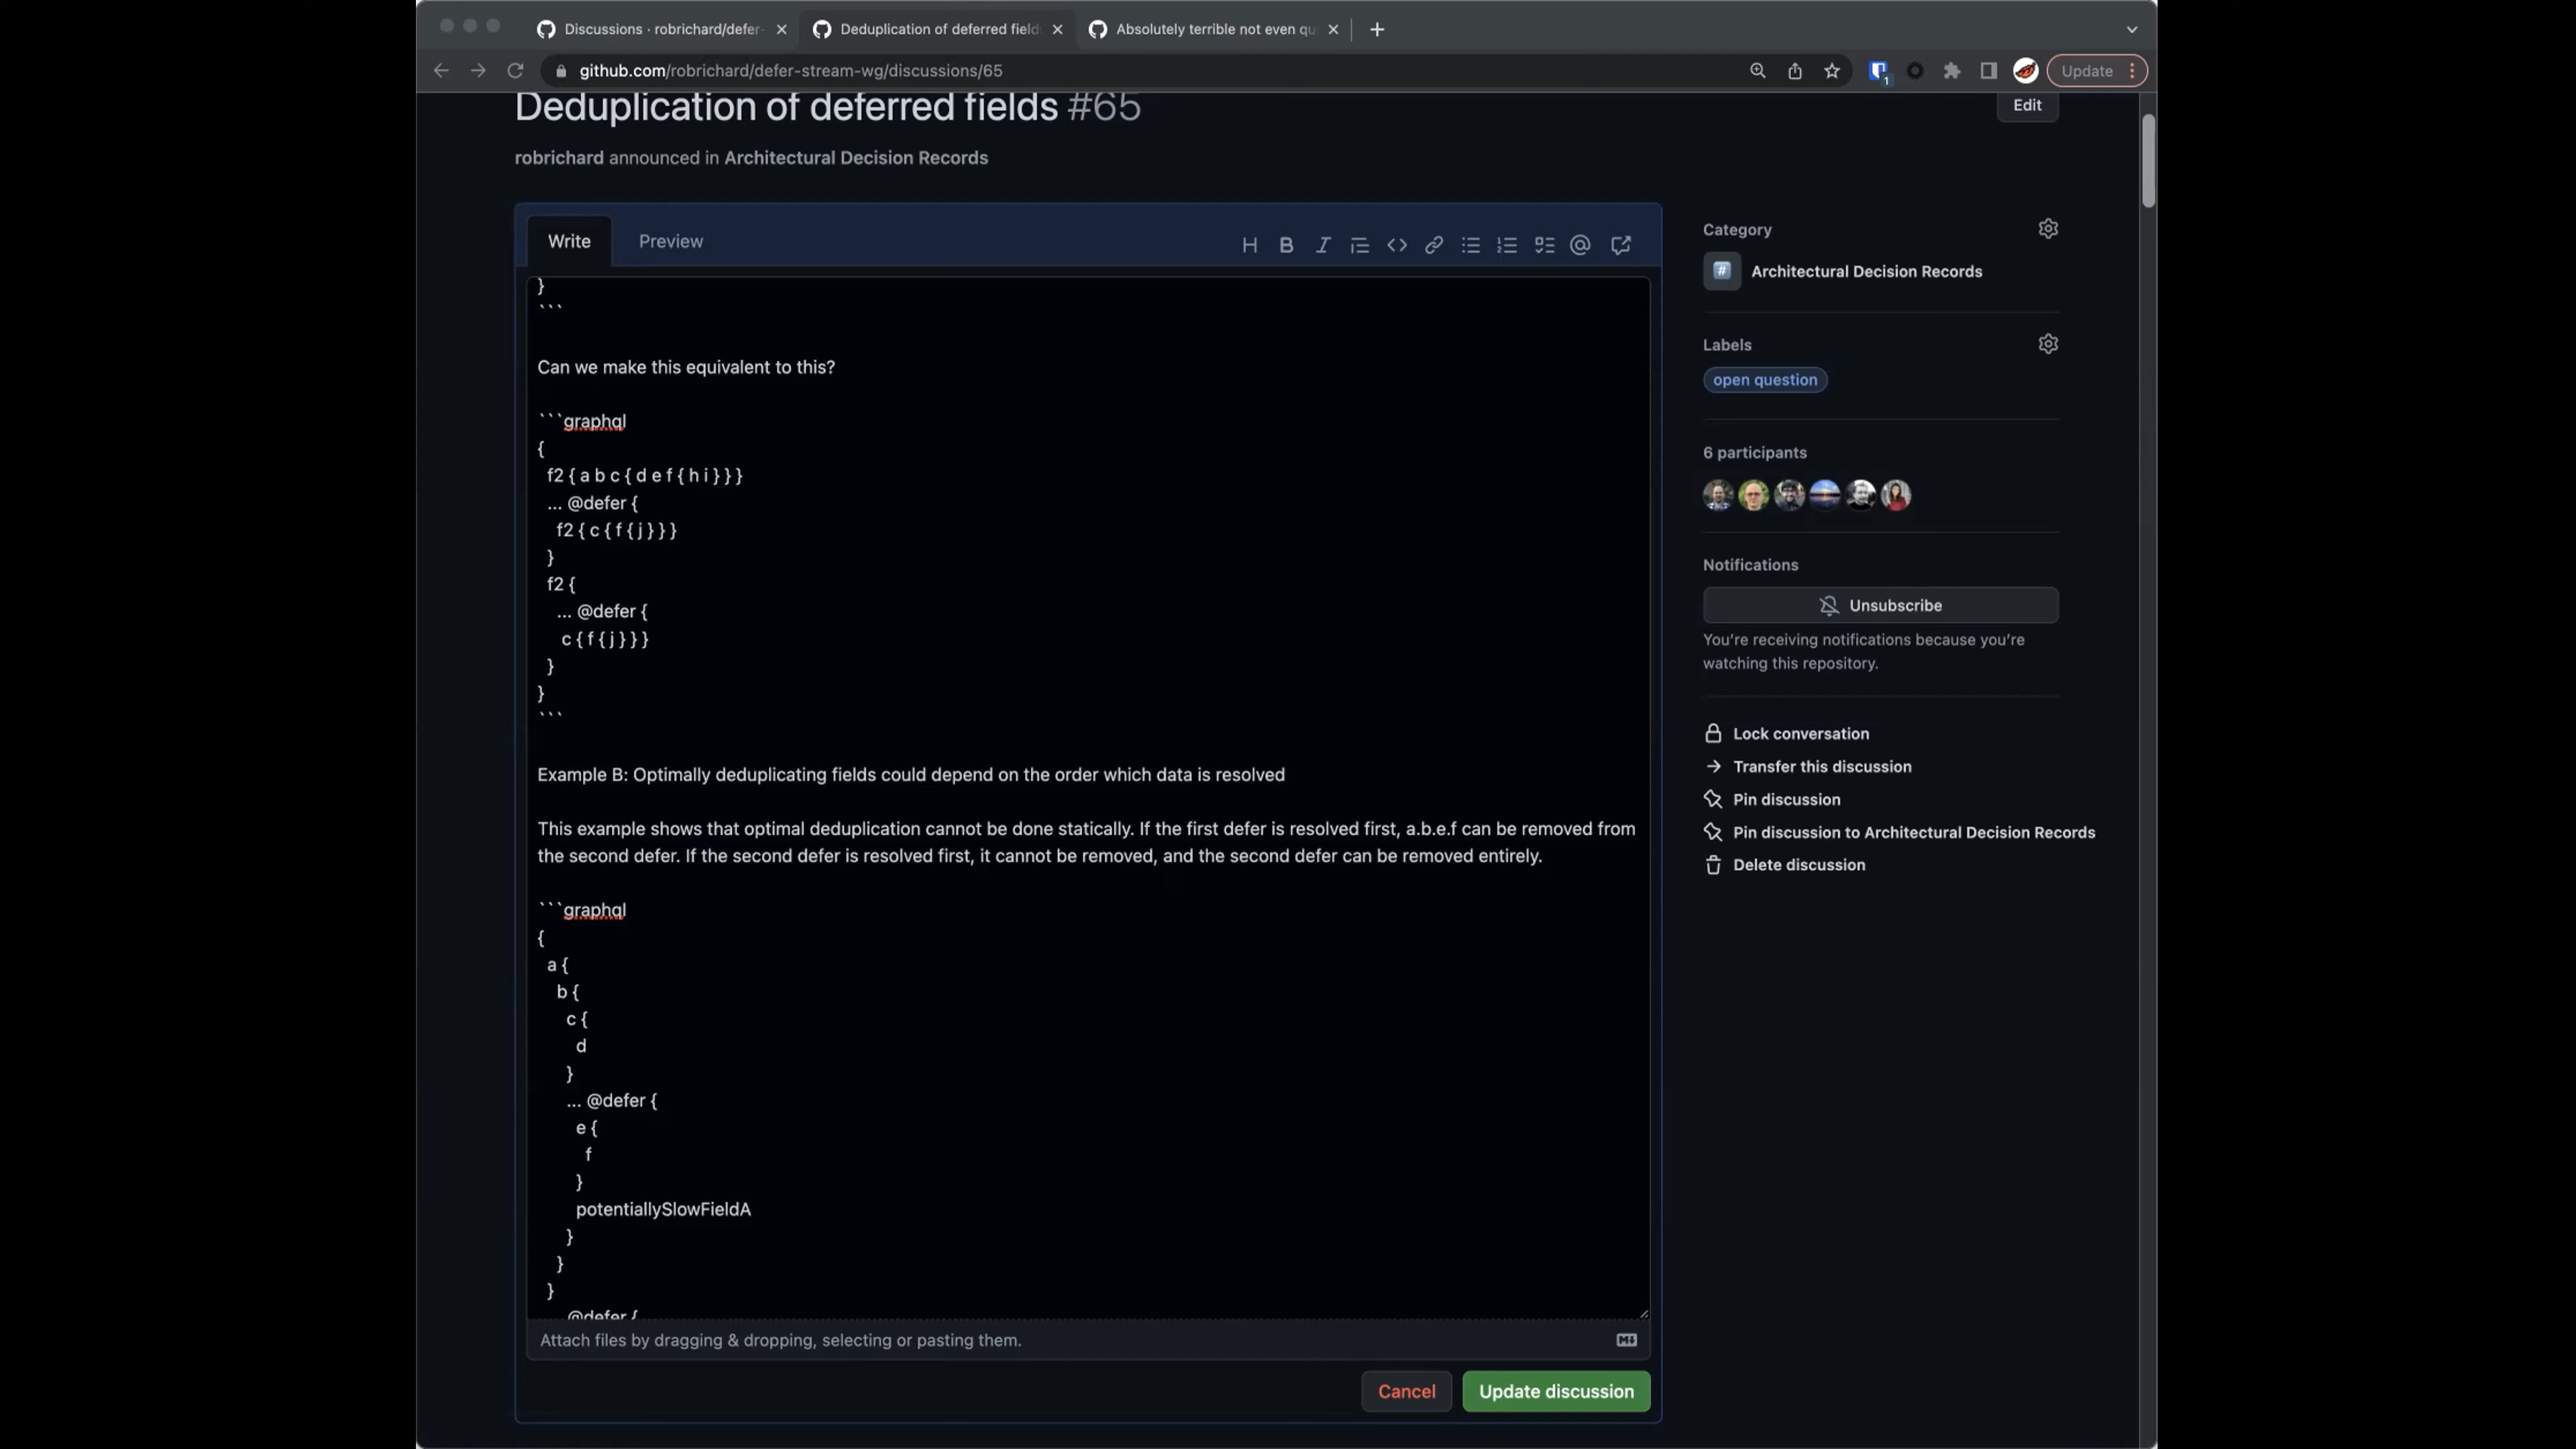 Discussions · robrichard/defer-
Deduplication of deferred field
Absolutely terrible not even qu
github.com/robrichard/defer-stream-wg/discussions/65
1
Update
Deduplication of deferred fields #65
Edit
robrichard announced in Architectural Decision Records
Write
Preview
}
```
Can we make this equivalent to this?
```graphql
{
f2 { a b c { d e f { h i } } }
... @defer {
f2 { c { f { j } } }
}
f2 {
... @defer {
c { f { j } } }
}
}
```
Example B: Optimally deduplicating fields could depend on the order which data is resolved
This example shows that optimal deduplication cannot be done statically. If the first defer is resolved first, a.b.e.f can be removed from
the second defer. If the second defer is resolved first, it cannot be removed, and the second defer can be removed entirely.
```graphql
{
a {
b {
c {
d
}
... @defer {
e {
f
}
potentiallySlowFieldA
}
}
}
@defer {
Attach files by dragging & dropping, selecting or pasting them.
Cancel
Update discussion
Category
#
Architectural Decision Records
Labels
open question
6 participants
Notifications
Unsubscribe
You're receiving notifications because you're
watching this repository.
Lock conversation
Transfer this discussion
Pin discussion
Pin discussion to Architectural Decision Records
Delete discussion